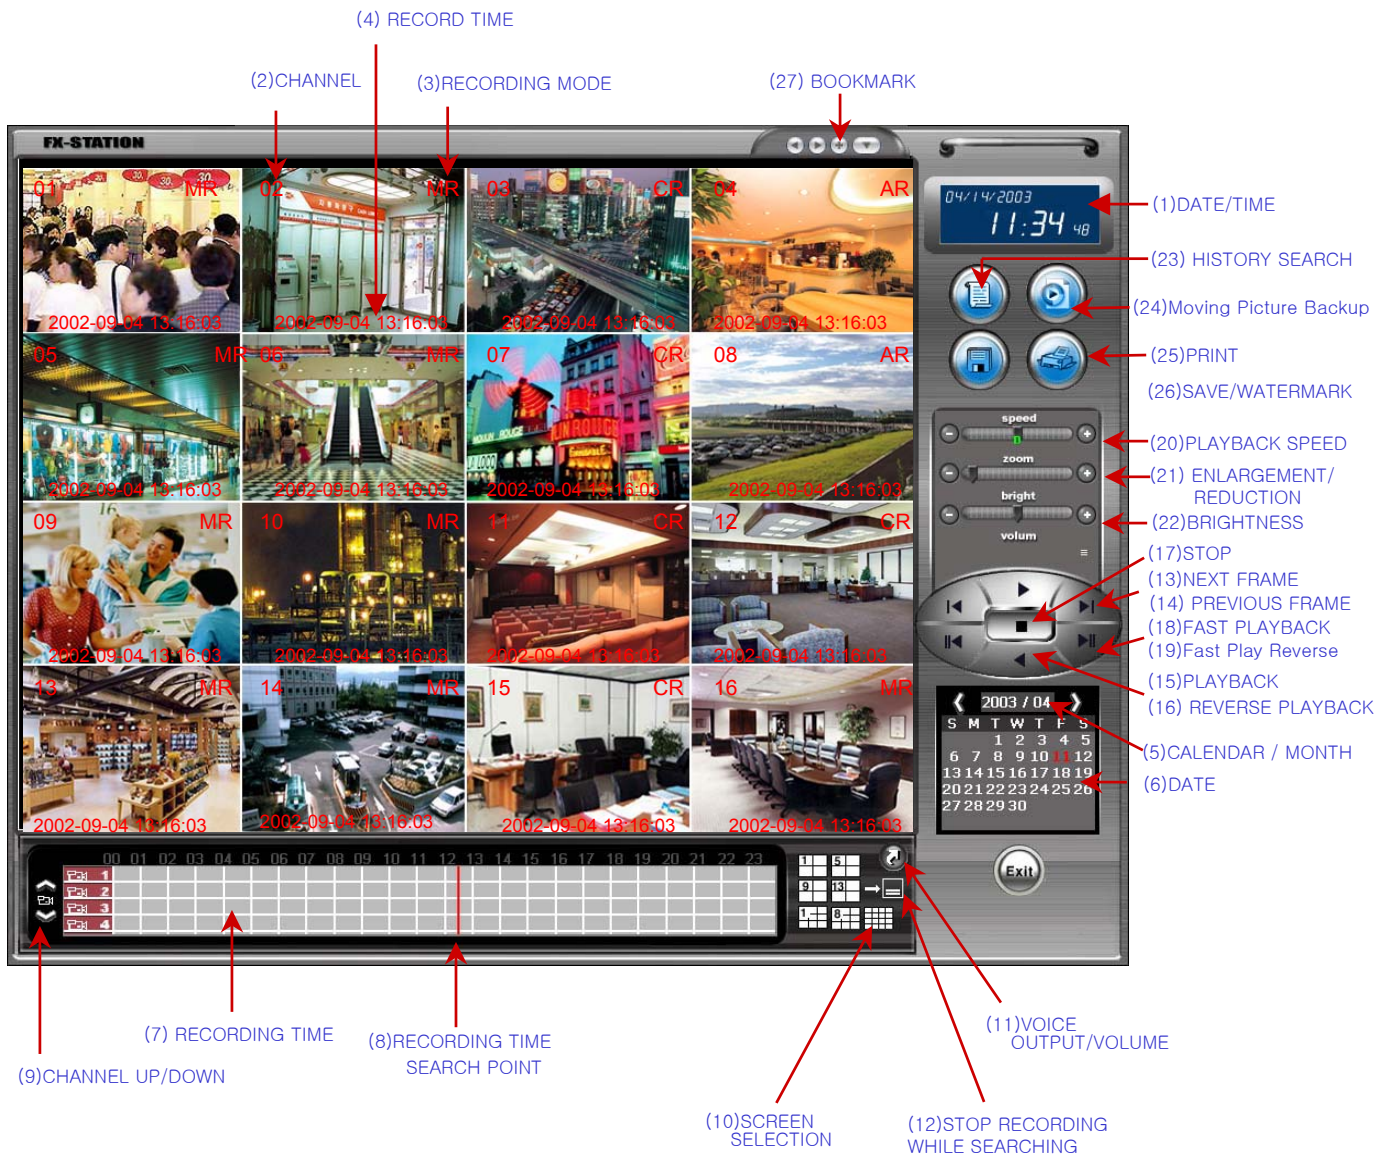 (4) RECORD TIME
(2)CHANNEL
(3)RECORDING MODE
(27) BOOKMARK
FX-STATION
01 MR
02 MR
03 CR
04 AR
04/14/2003
11:34 48
(1)DATE/TIME
(23) HISTORY SEARCH
(24)Moving Picture Backup
(25)PRINT
(26)SAVE/WATERMARK
30.
30.
30.
자동화코너
2002-09-04 13:16:03
2002-09-04 13:16:03
2002-09-04 13:16:03
2002-09-04 13:16:03
05 MR
06 MR
07 CR
08 AR
MOULIN ROUGE
2002-09-04 13:16:03
2002-09-04 13:16:03
2002-09-04 13:16:03
2002-09-04 13:16:03
speed
n
zoom
bright
volum
(20)PLAYBACK SPEED
(21) ENLARGEMENT/
REDUCTION
(22)BRIGHTNESS
(17)STOP
(13)NEXT FRAME
(14) PREVIOUS FRAME
(18)FAST PLAYBACK
(19)Fast Play Reverse
(15)PLAYBACK
(16) REVERSE PLAYBACK
09 MR
10 MR
11 CR
12 CR
2002-09-04 13:16:03
2002-09-04 13:16:03
2002-09-04 13:16:03
2002-09-04 13:16:03
13 MR
14 MR
15 CR
16 MR
2002-09-04 13:16:03
2002-09-04 13:16:03
2002-09-04 13:16:03
2002-09-04 13:16:03
2003 / 04
S M T W T F S
1 2 3 4 5
6 7 8 9 10 11 12
13 14 15 16 17 18 19
20 21 22 23 24 25 26
27 28 29 30
(5)CALENDAR / MONTH
(6)DATE
Exit
00 01 02 03 04 05 06 07 08 09 10 11 12 13 14 15 16 17 18 19 20 21 22 23
1
2
3
4
1 5
9 13
1 8
(7) RECORDING TIME
(8)RECORDING TIME
SEARCH POINT
(9)CHANNEL UP/DOWN
(11)VOICE
OUTPUT/VOLUME
(10)SCREEN
SELECTION
(12)STOP RECORDING
WHILE SEARCHING